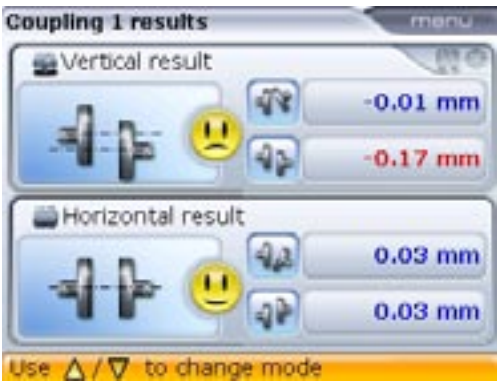 Coupling 1 results
menu
Vertical result
-0.01 mm
-0.17 mm
Horizontal result
0.03 mm
0.03 mm
Use △/▽ to change mode